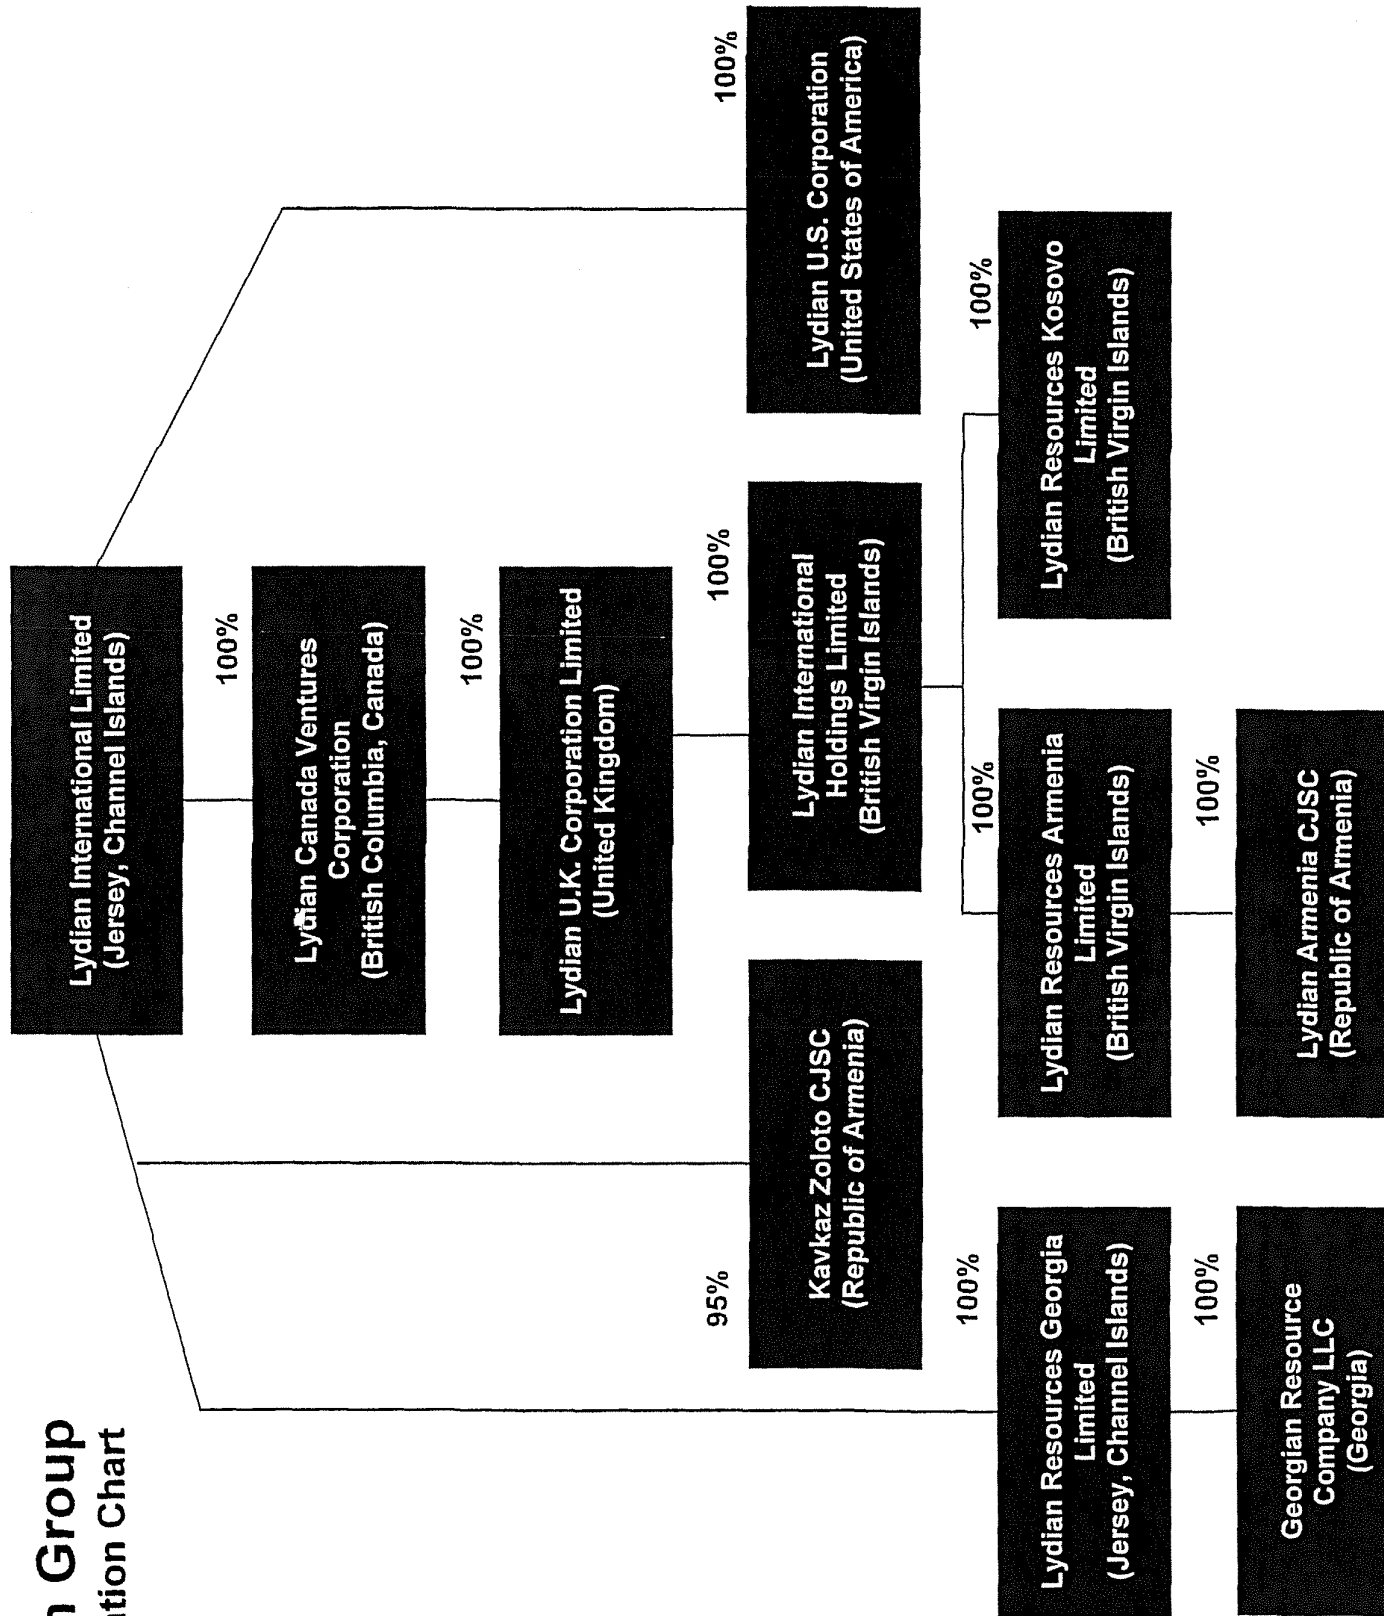 n Group
tion Chart
Lydian International Limited
(Jersey, Channel Islands)
100%
Lydian Canada Ventures
Corporation
(British Columbia, Canada)
100%
Lydian U.K. Corporation Limited
(United Kingdom)
95%
100%
100%
Kavkaz Zoloto CJSC
(Republic of Armenia)
Lydian International
Holdings Limited
(British Virgin Islands)
Lydian U.S. Corporation
(United States of America)
100%
100%
100%
Lydian Resources Georgia
Limited
(Jersey, Channel Islands)
Lydian Resources Armenia
Limited
(British Virgin Islands)
Lydian Resources Kosovo
Limited
(British Virgin Islands)
100%
100%
Georgian Resource
Company LLC
(Georgia)
Lydian Armenia CJSC
(Republic of Armenia)